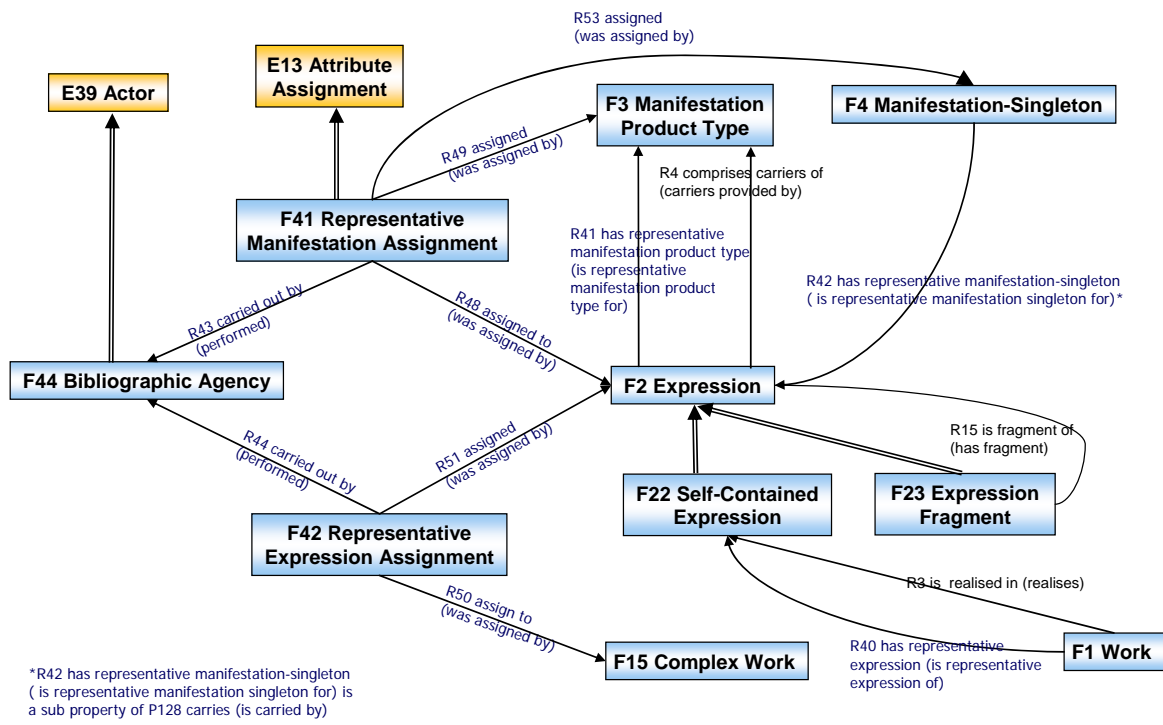 R53 assigned
(was assigned by)
E39 Actor
E13 Attribute
Assignment
F3 Manifestation
Product Type
F4 Manifestation-Singleton
R49 assigned
(was assigned by)
R4 comprises carriers of
(carriers provided by)
F41 Representative
Manifestation Assignment
R41 has representative
manifestation product type
(is representative
manifestation product
type for)
R42 has representative manifestation-singleton
( is representative manifestation singleton for)*
R43 carried out by
(performed)
R48 assigned to
(was assigned by)
F44 Bibliographic Agency
F2 Expression
R44 carried out by
(performed)
R51 assigned
(was assigned by)
R15 is fragment of
(has fragment)
F22 Self-Contained
Expression
F23 Expression
Fragment
F42 Representative
Expression Assignment
R3 is  realised in (realises)
R50 assign to
(was assigned by)
R40 has representative
expression (is representative
expression of)
F1 Work
F15 Complex Work
*R42 has representative manifestation-singleton
( is representative manifestation singleton for) is
a sub property of P128 carries (is carried by)